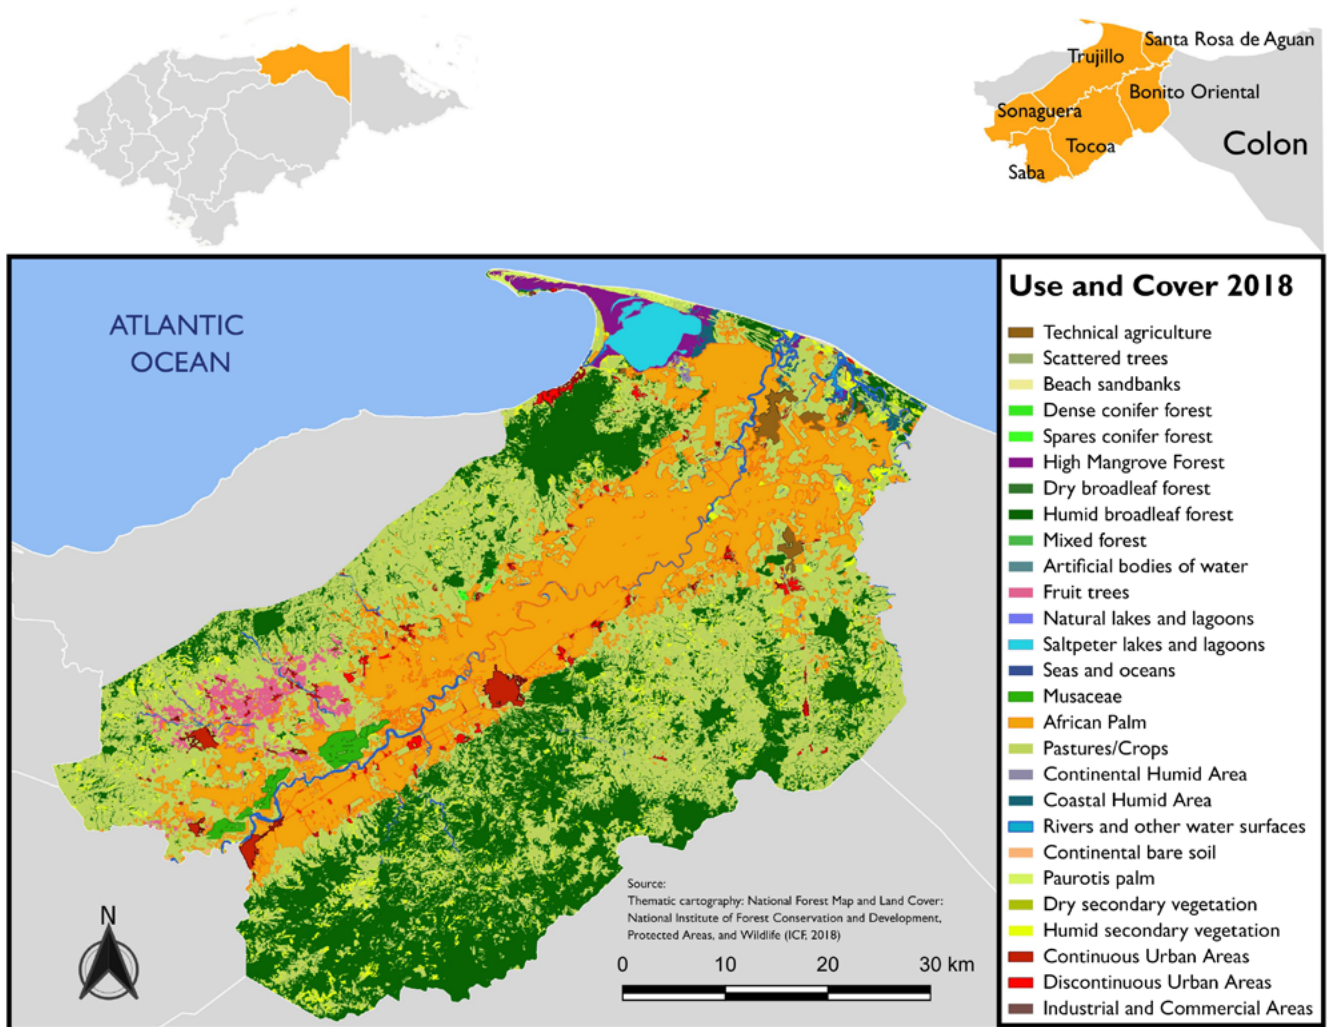 Santa Rosa de Aguan
Trujillo
Bonito Oriental
Sonaguera
Colon
Tocoa
Saba
ATLANTIC
OCEAN
N
Source:
Thematic cartography: National Forest Map and Land Cover:
National Institute of Forest Conservation and Development,
Protected Areas, and Wildlife (ICF, 2018)
0 10 20 30 km
Use and Cover 2018
Technical agriculture
Scattered trees
Beach sandbanks
Dense conifer forest
Spares conifer forest
High Mangrove Forest
Dry broadleaf forest
Humid broadleaf forest
Mixed forest
Artificial bodies of water
Fruit trees
Natural lakes and lagoons
Saltpeter lakes and lagoons
Seas and oceans
Musaceae
African Palm
Pastures/Crops
Continental Humid Area
Coastal Humid Area
Rivers and other water surfaces
Continental bare soil
Paurotis palm
Dry secondary vegetation
Humid secondary vegetation
Continuous Urban Areas
Discontinuous Urban Areas
Industrial and Commercial Areas